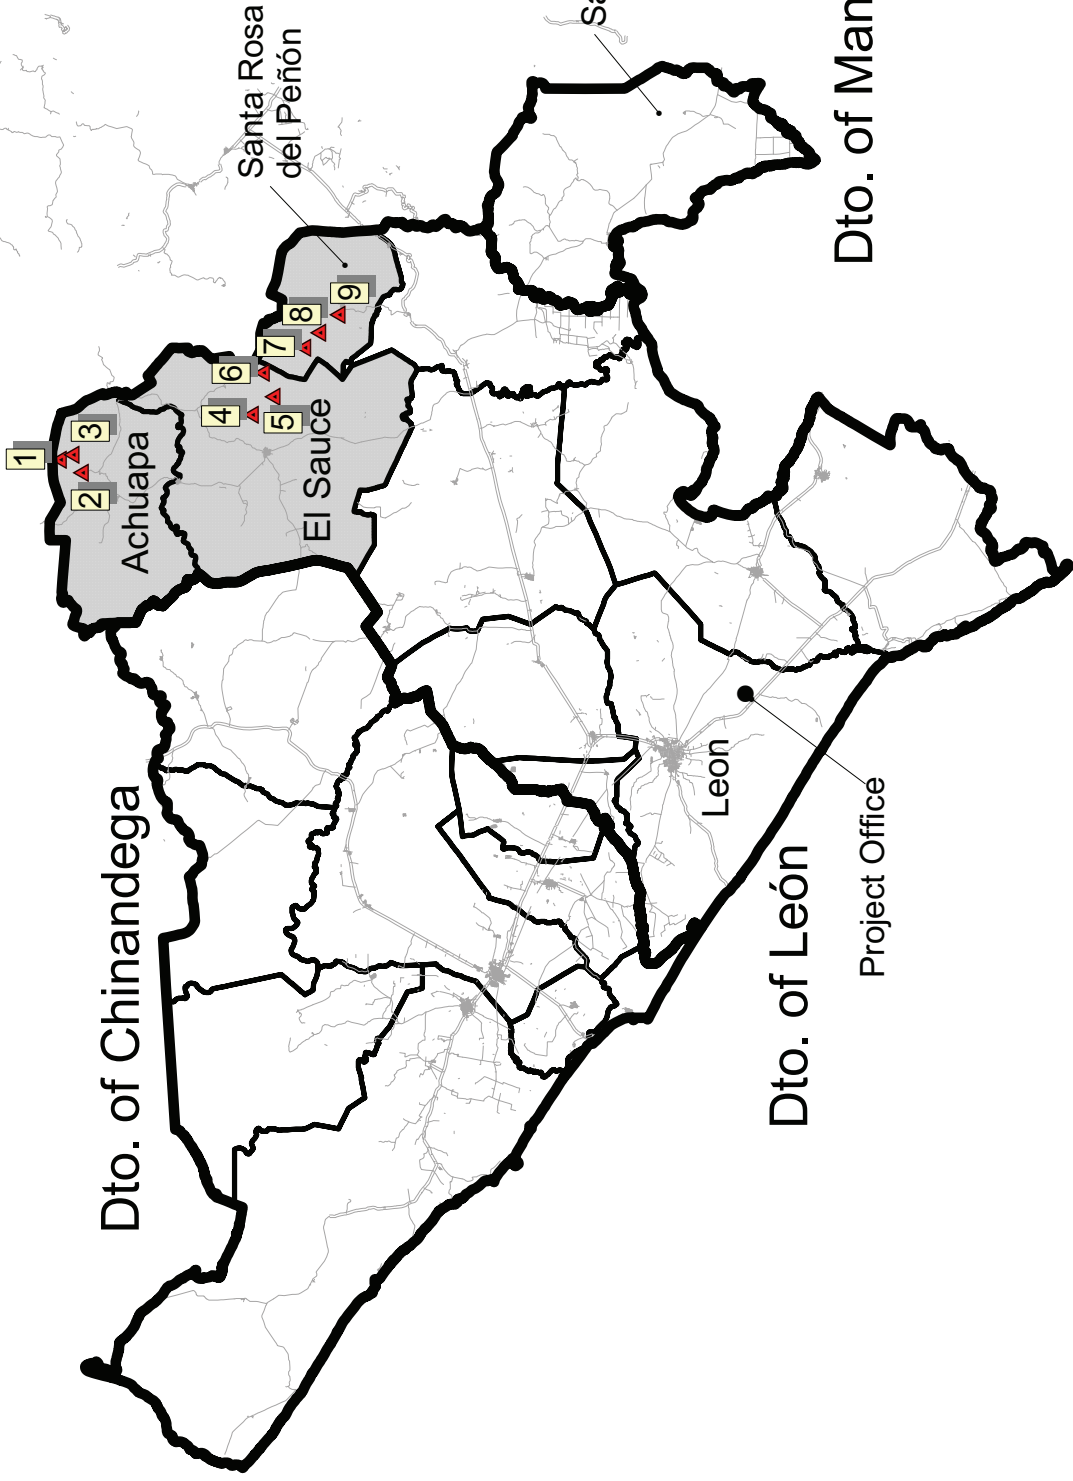 Dto. of Chinandega
1
2
3
Achuapa
4
5
6
El Sauce
7
8
9
Santa Rosa
del Peñón
Leon
Project Office
Dto. of León
Dto. of Man
Sa